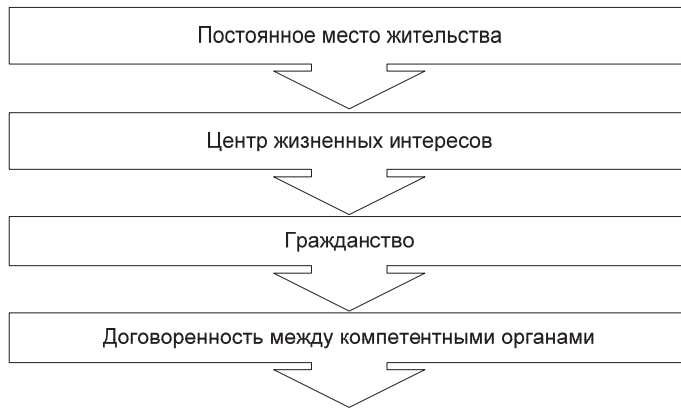 Постоянное место жительства
Центр жизненных интересов
Гражданство
Договоренность между компетентными органами